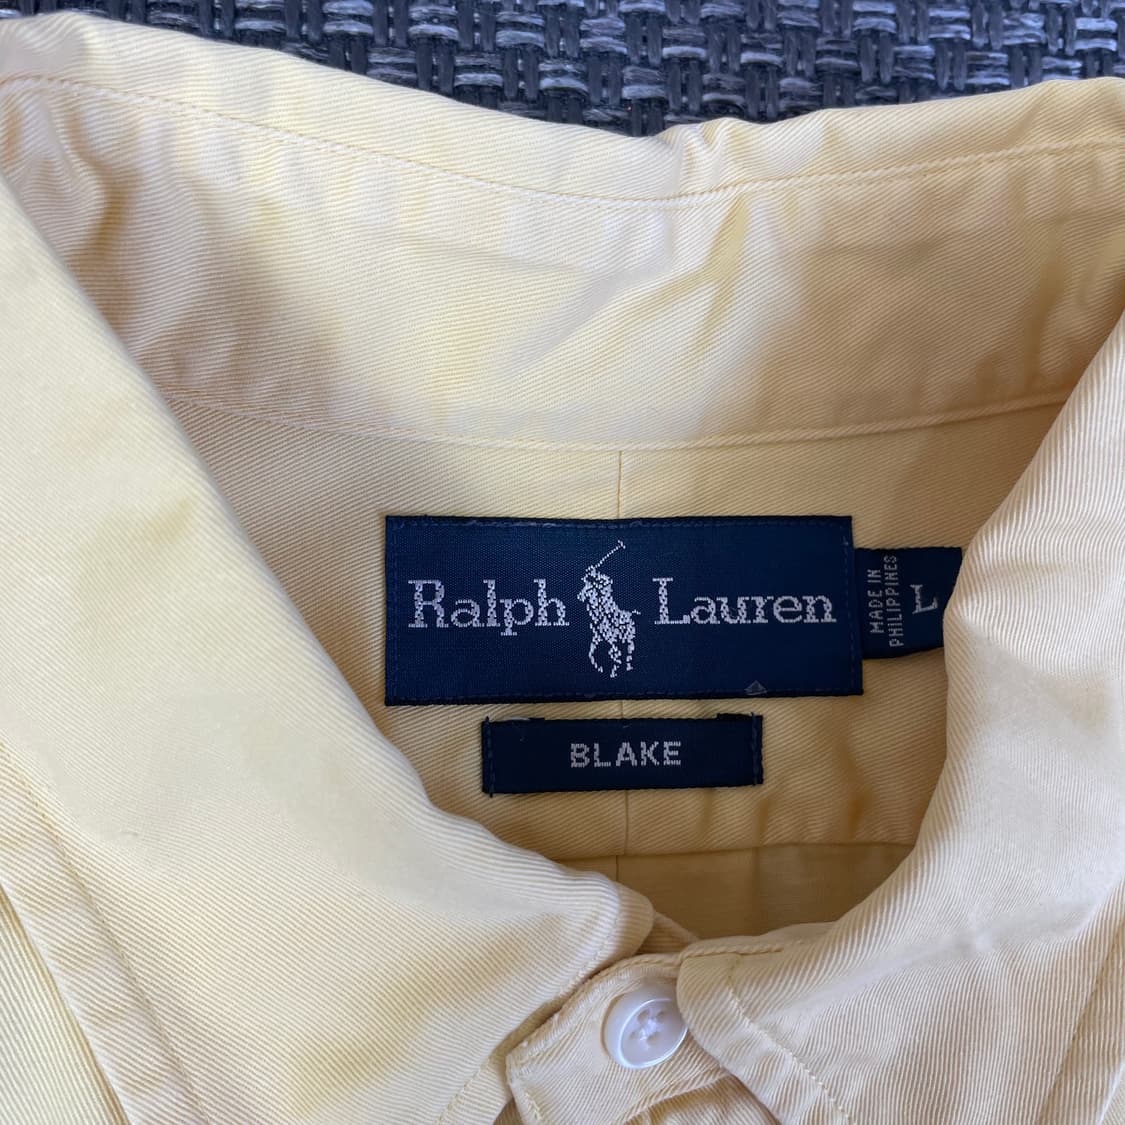 Ralph Lauren
MADE IN
PHILIPPINES
L
BLAKE